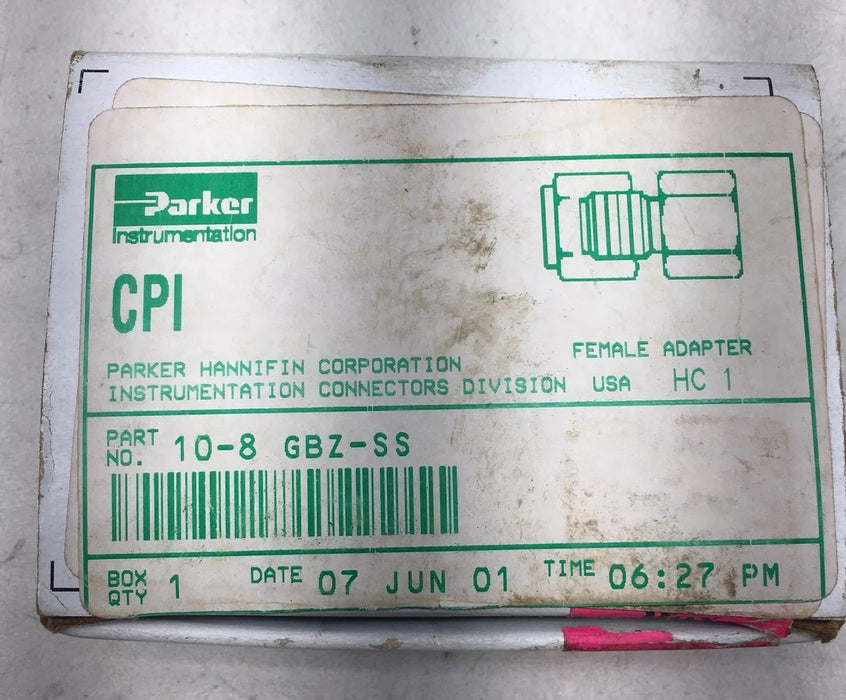 Parker
Instrumentation
CPI
PARKER HANNIFIN CORPORATION
INSTRUMENTATION CONNECTORS DIVISION USA
FEMALE ADAPTER
HC 1
PART NO. 10-8 GBZ-SS
BOX QTY 1 DATE 07 JUN 01 TIME 06:27 PM